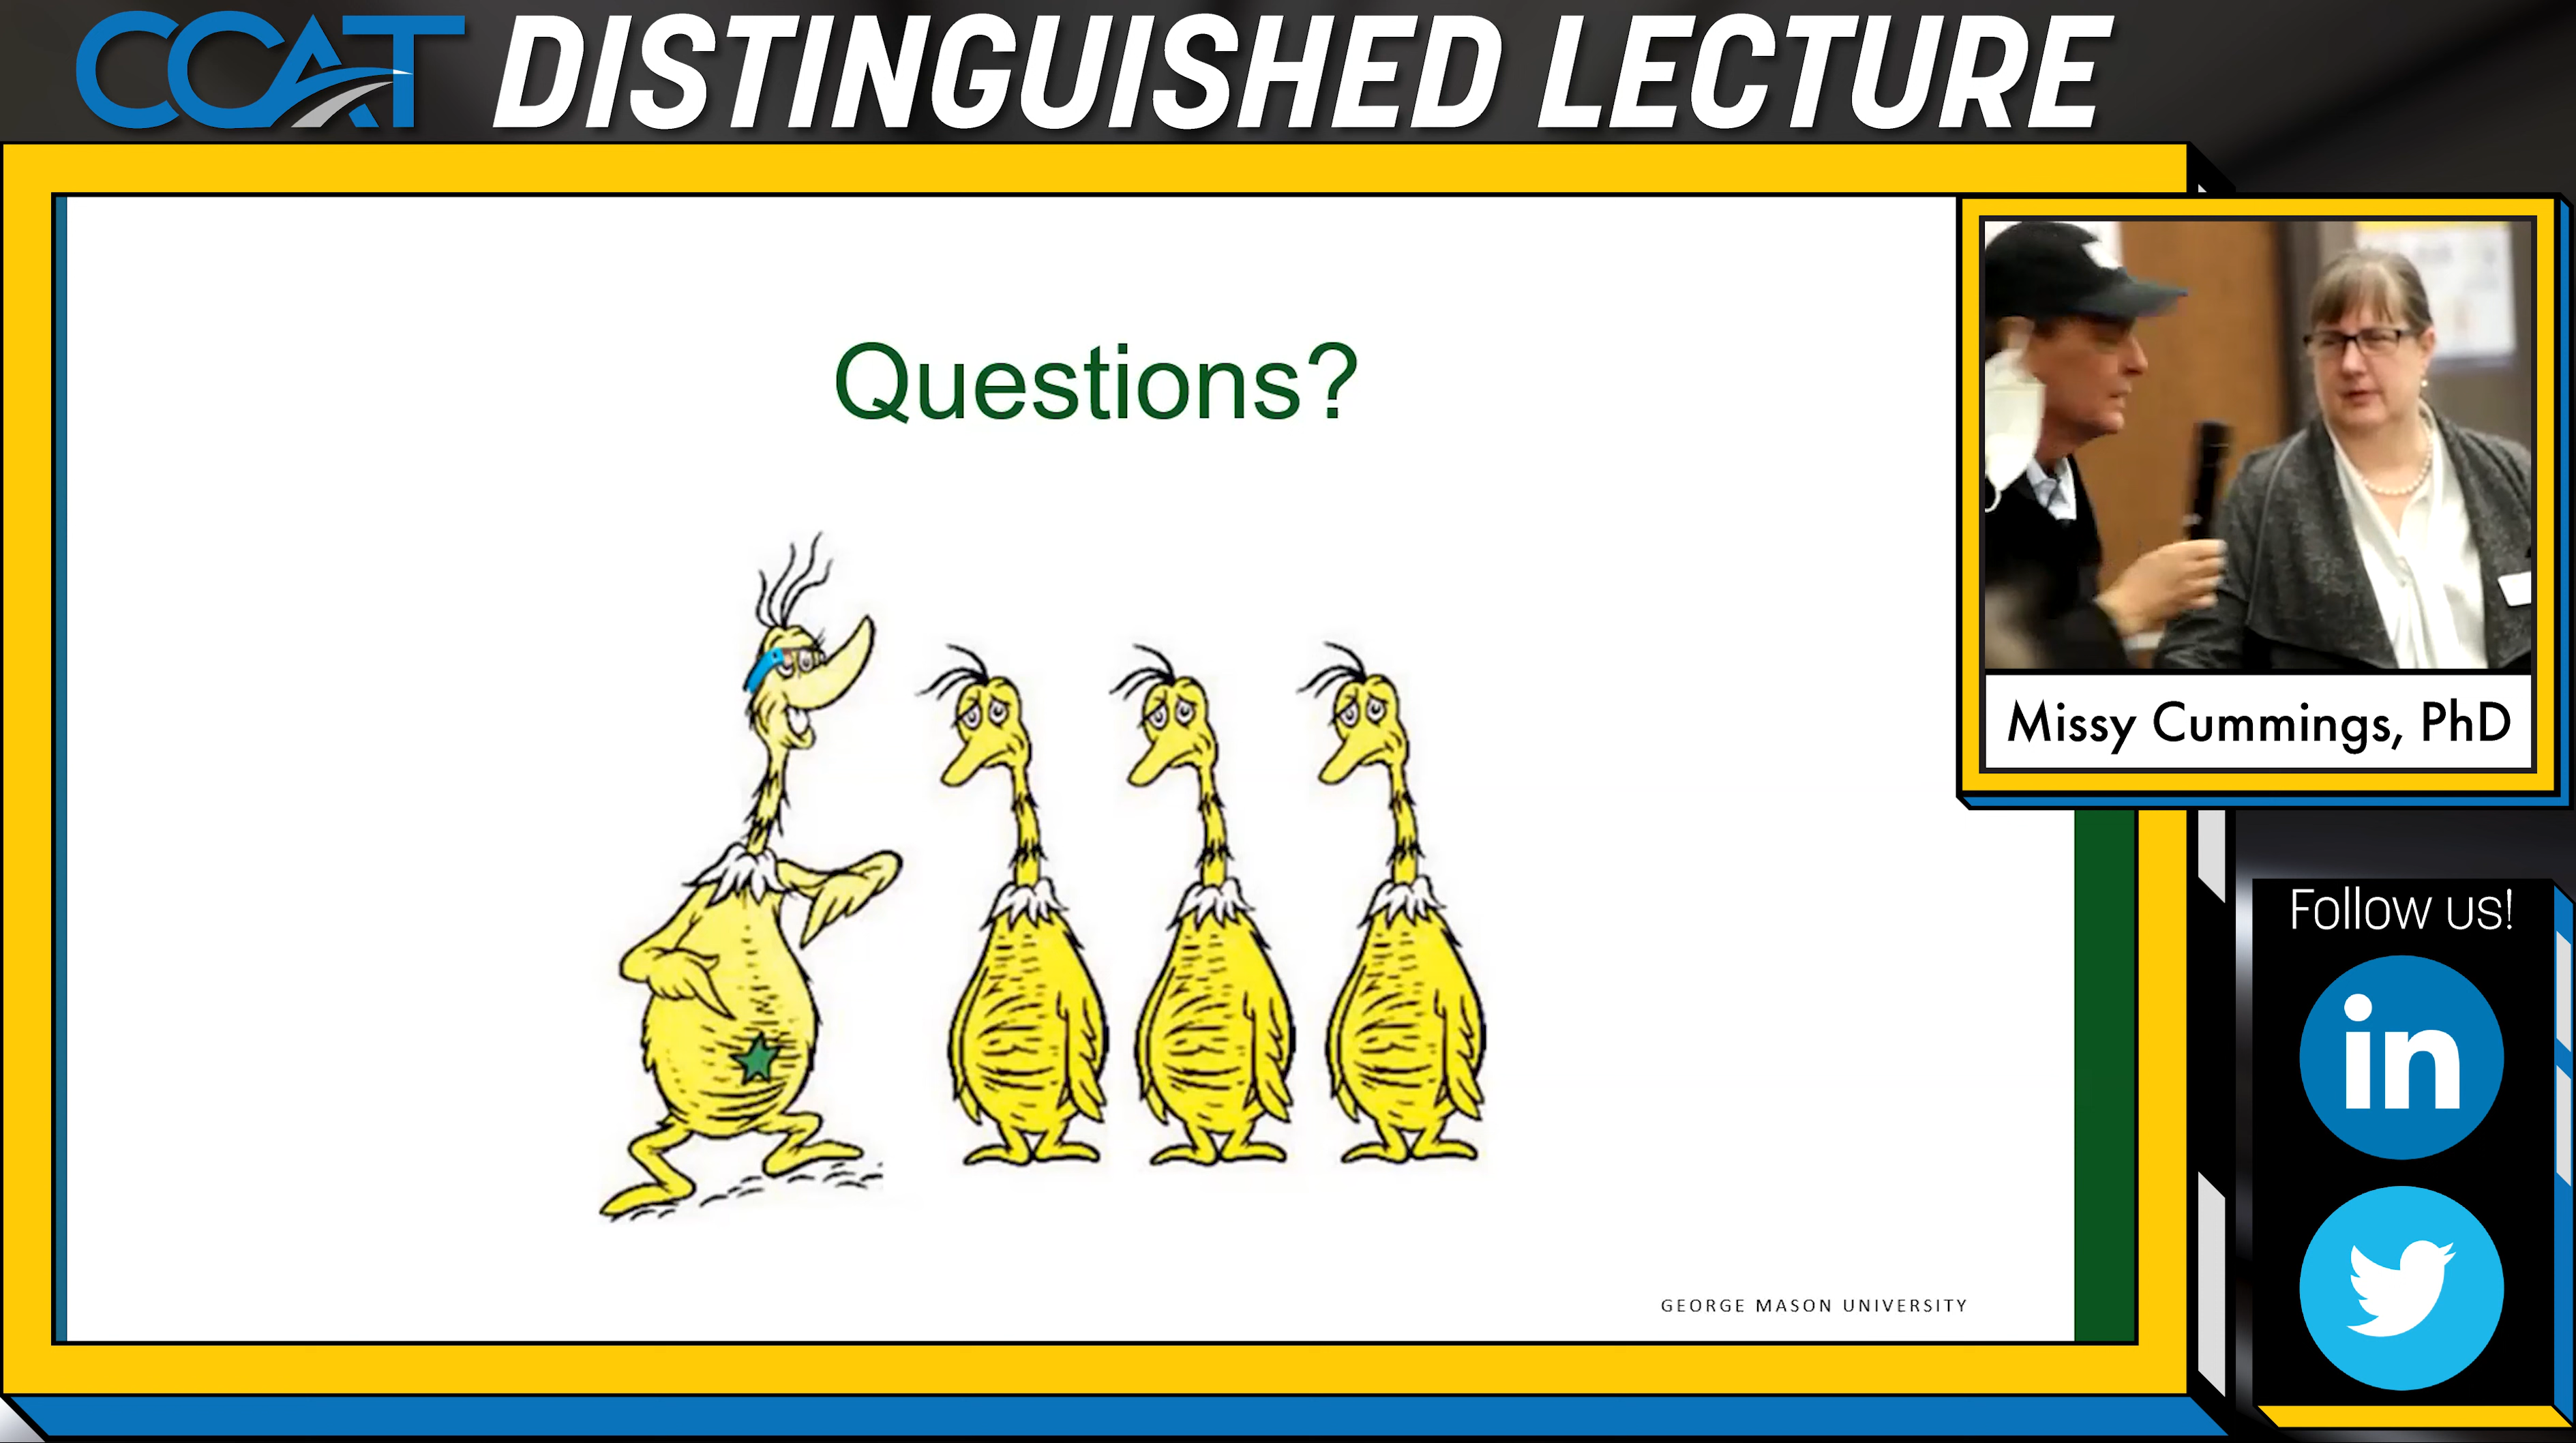 CCAT DISTINGUISHED LECTURE
Questions?
Missy Cummings, PhD
Follow us!
in
GEORGE MASON UNIVERSITY